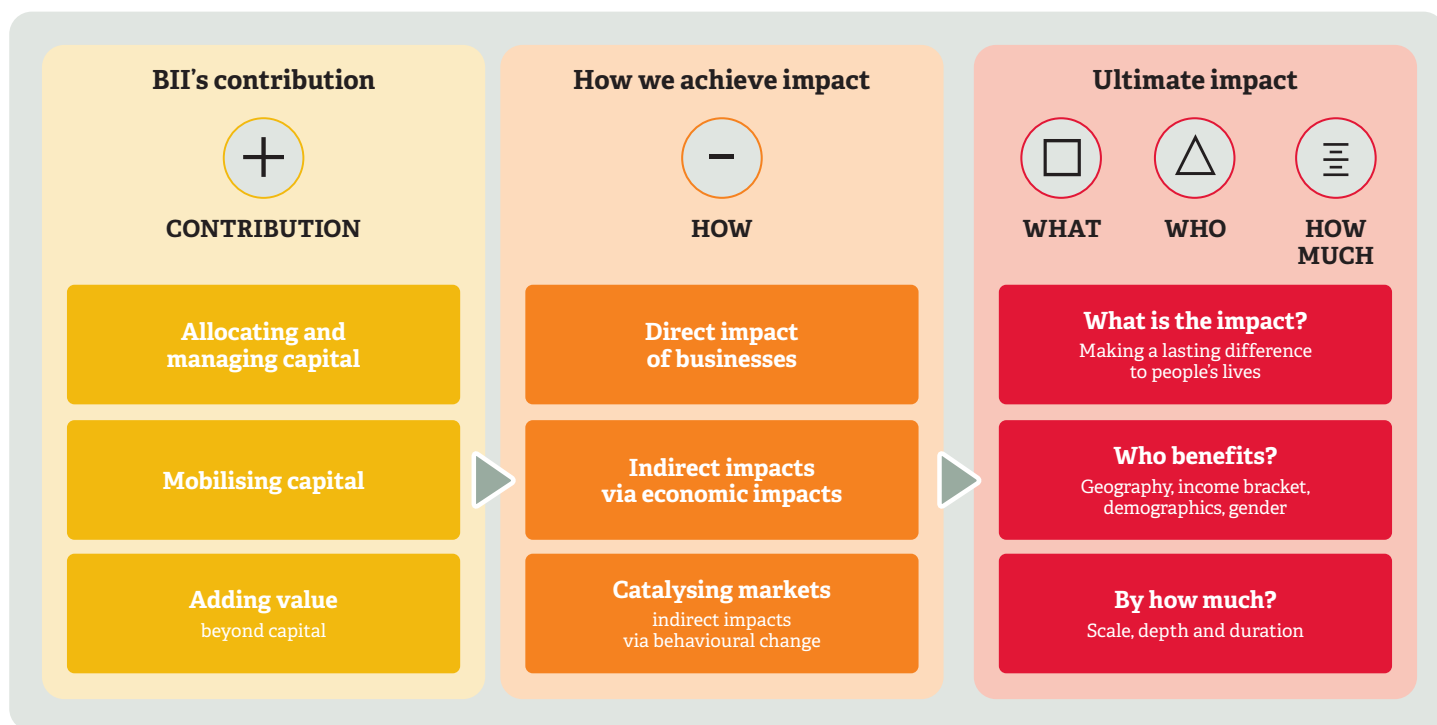 BII’s contribution
CONTRIBUTION
Allocating and
managing capital
Mobilising capital
Adding value
beyond capital
How we achieve impact
HOW
Direct impact
of businesses
Indirect impacts
via economic impacts
Catalysing markets
indirect impacts
via behavioural change
Ultimate impact
WHAT
WHO
HOW
MUCH
What is the impact?
Making a lasting difference
to people’s lives
Who benefits?
Geography, income bracket,
demographics, gender
By how much?
Scale, depth and duration